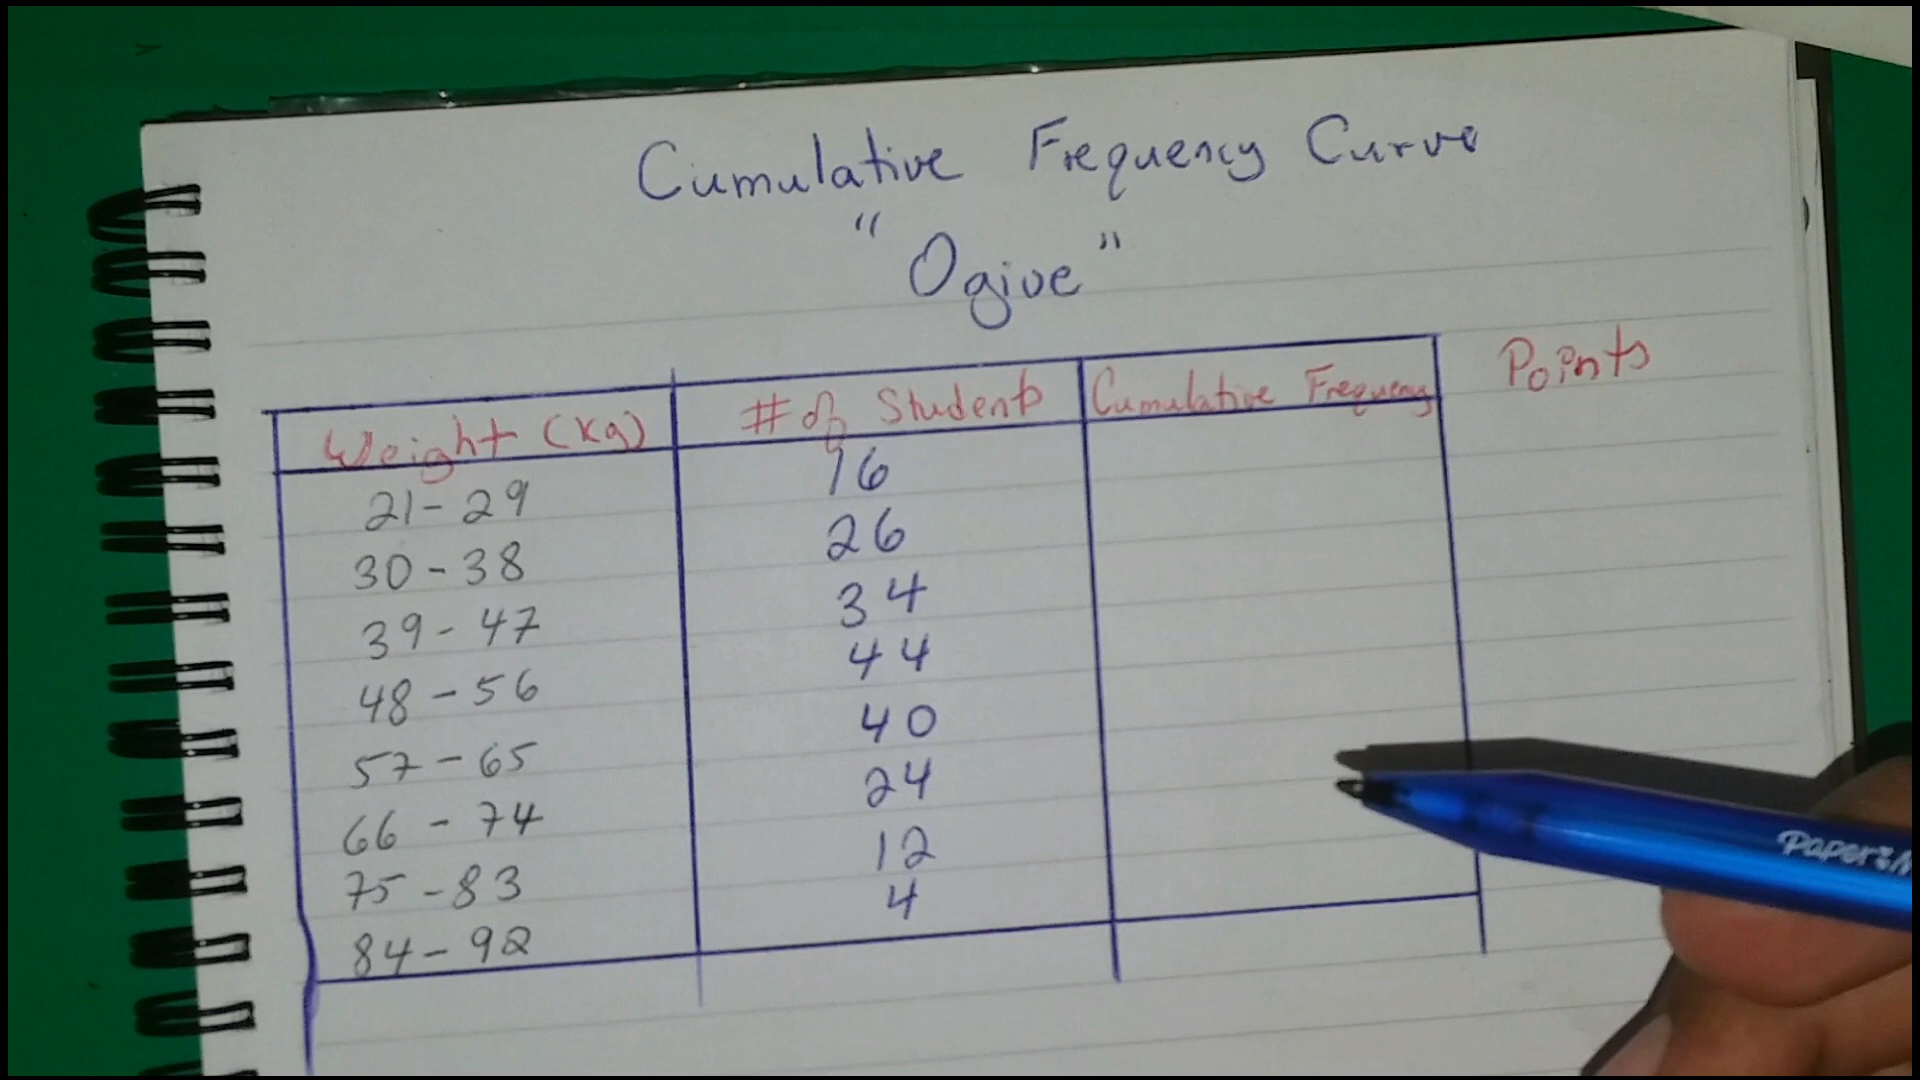 Cumulative Frequency Curve
"Ogive"
Weight (Kg) # of Students Cumulative Frequency Points
21-29 16
30-38 26
39-47 34
48-56 44
57-65 40
66-74 24
75-83 12
84-92 4